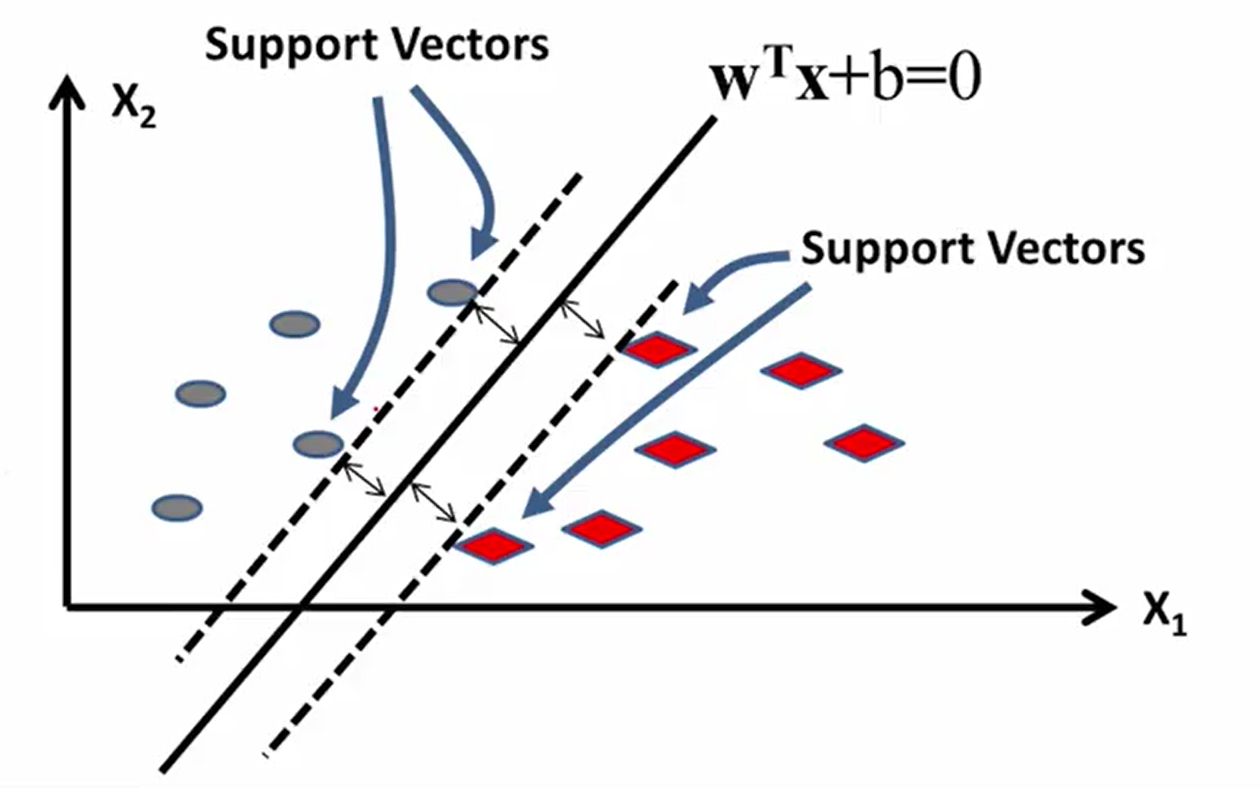 Support Vectors
wᵀx+b=0
X₂
Support Vectors
X₁